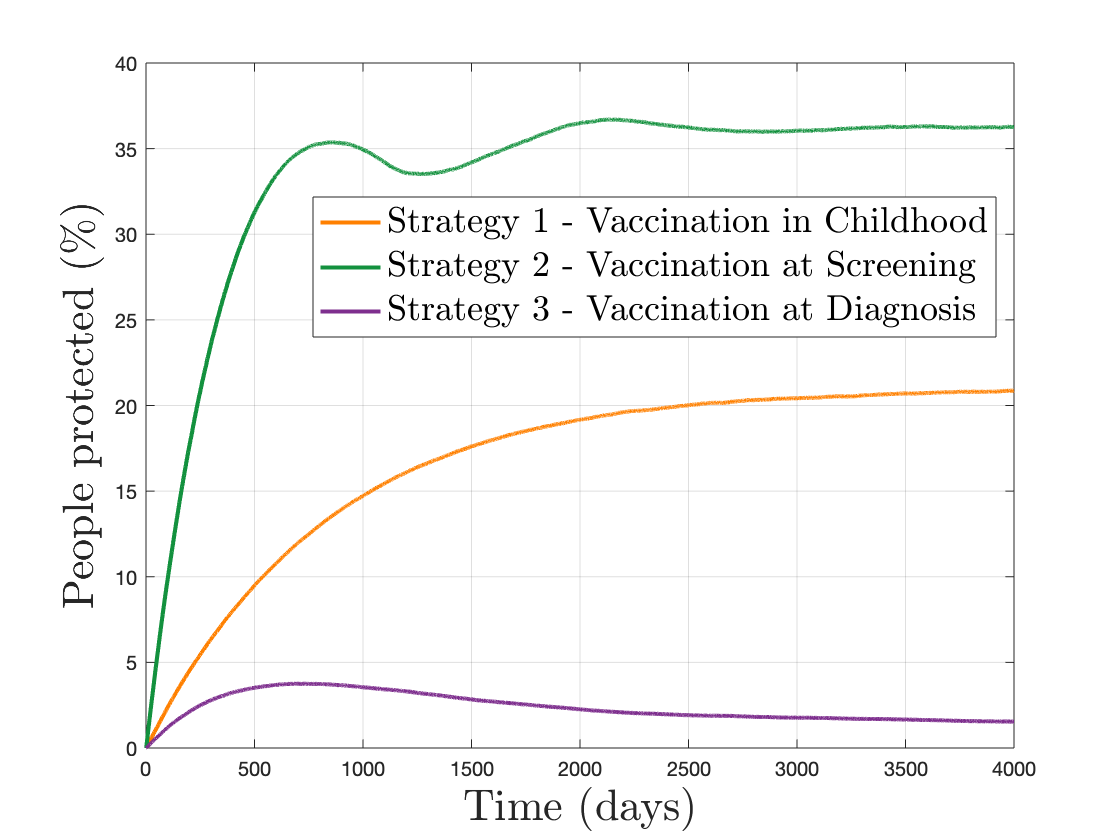 40
35
30
25
20
15
10
5
0
People protected (%)
Strategy 1 - Vaccination in Childhood
Strategy 2 - Vaccination at Screening
Strategy 3 - Vaccination at Diagnosis
0 500 1000 1500 2000 2500 3000 3500 4000
Time (days)